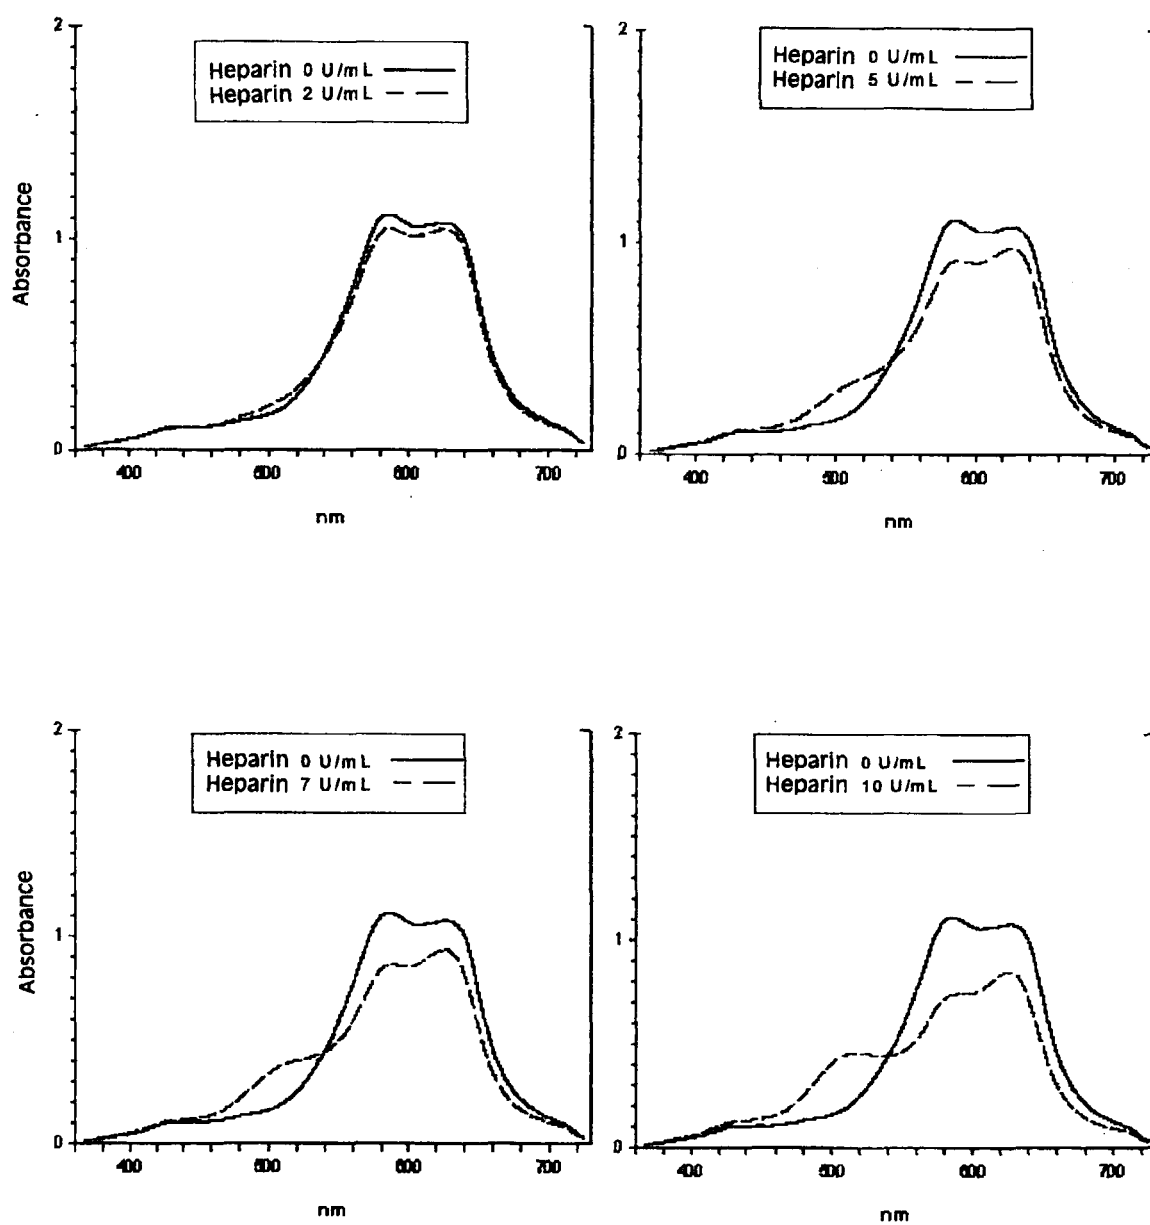 2
Heparin 0 U/mL
Heparin 2 U/mL
Absorbance
1
0
400 500 600 700
nm
2
Heparin 0 U/mL
Heparin 5 U/mL
1
0
400 500 600 700
nm
2
Heparin 0 U/mL
Heparin 7 U/mL
Absorbance
1
0
400 500 600 700
nm
2
Heparin 0 U/mL
Heparin 10 U/mL
1
0
400 500 600 700
nm